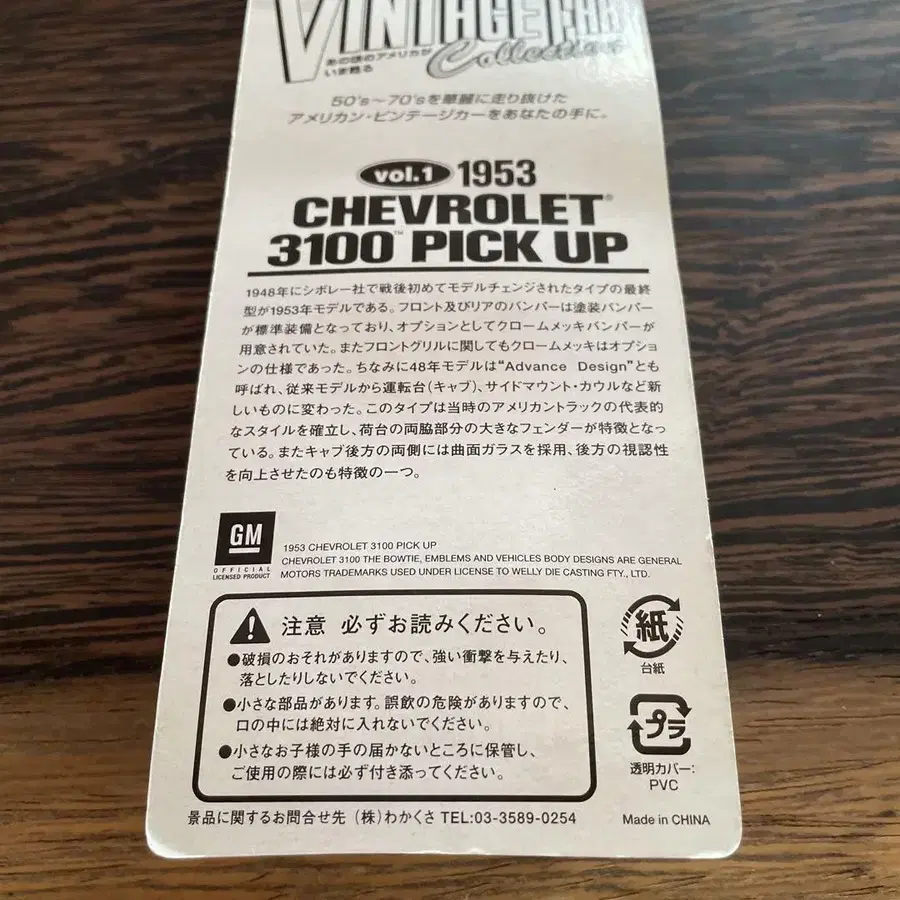 VINTAGE CAR
Collection
あの頃のアメリカが
いま甦る
50's～70'sを華麗に走り抜けた
アメリカン・ビンテージカーをあなたの手に。
vol.1 1953
CHEVROLET®
3100™ PICK UP
1948年にシボレー社で戦後初めてモデルチェンジされたタイプの最終
型が1953年モデルである。フロント及びリアのバンパーは塗装バンパー
が標準装備となっており、オプションとしてクロームメッキバンパーが
用意されていた。またフロントグリルに関してもクロームメッキはオプショ
ンの仕様であった。ちなみに48年モデルは“Advance Design”とも
呼ばれ、従来モデルから運転台（キャブ）、サイドマウント・カウルなど新
しいものに変わった。このタイプは当時のアメリカントラックの代表的
なスタイルを確立し、荷台の両脇部分の大きなフェンダーが特徴となっ
ている。またキャブ後方の両側には曲面ガラスを採用、後方の視認性
を向上させたのも特徴の一つ。
GM
OFFICIAL
LICENSED PRODUCT
1953 CHEVROLET 3100 PICK UP
CHEVROLET 3100 THE BOWTIE, EMBLEMS AND VEHICLES BODY DESIGNS ARE GENERAL
MOTORS TRADEMARKS USED UNDER LICENSE TO WELLY DIE CASTING FTY., LTD.
注意 必ずお読みください。
●破損のおそれがありますので、強い衝撃を与えたり、
落としたりしないでください。
●小さな部品があります。誤飲の危険がありますので、
口の中には絶対に入れないでください。
●小さなお子様の手の届かないところに保管し、
ご使用の際には必ず付き添ってください。
紙
台紙
プラ
透明カバー:
PVC
景品に関するお問合せ先 （株）わかくさ TEL:03-3589-0254
Made in CHINA